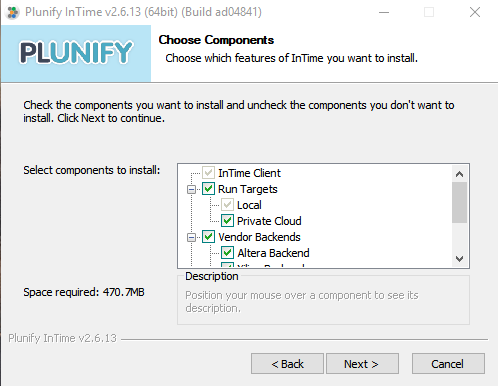 Plunify InTime v2.6.13 (64bit) (Build ad04841)
PLUNIFY
Choose Components
Choose which features of InTime you want to install.
Check the components you want to install and uncheck the components you don't want to
install. Click Next to continue.
Select components to install:
InTime Client
Run Targets
Local
Private Cloud
Vendor Backends
Altera Backend
Space required: 470.7MB
Description
Position your mouse over a component to see its
description.
Plunify InTime v2.6.13
< Back
Next >
Cancel